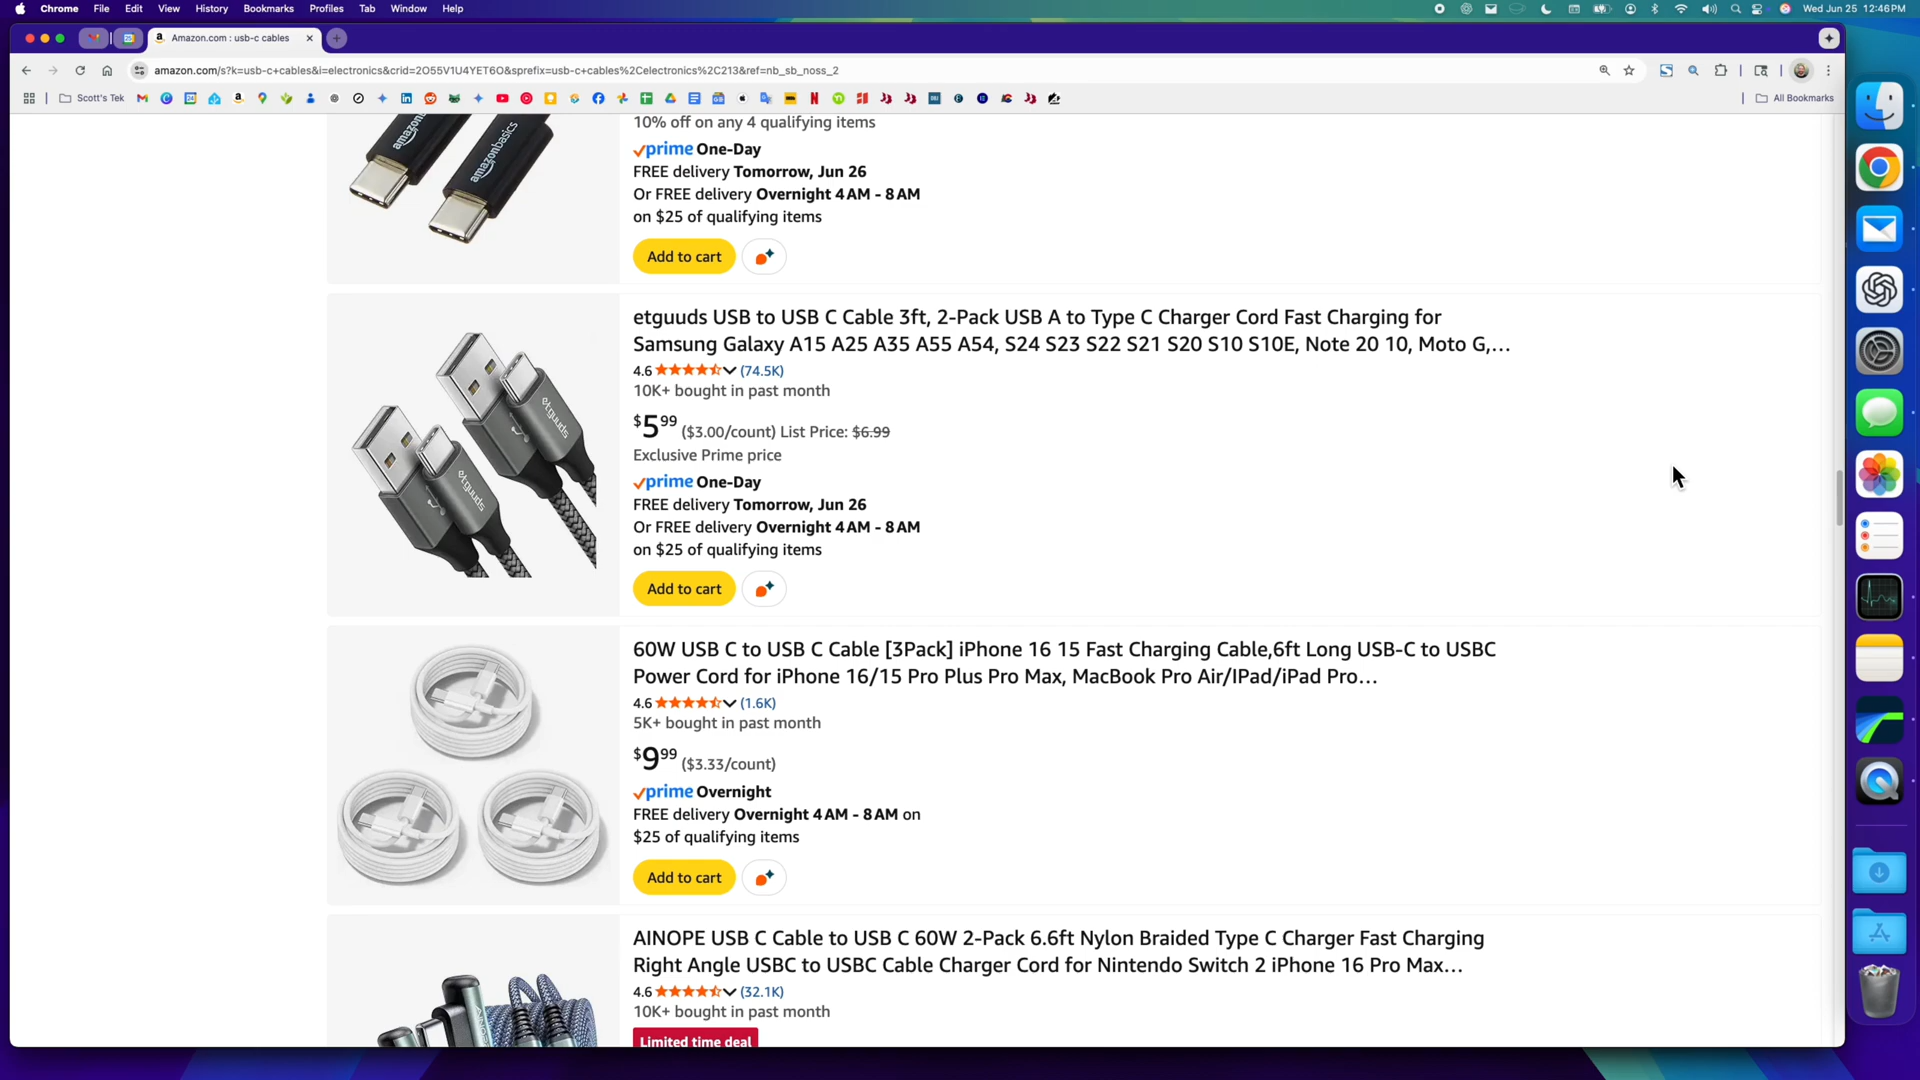 Chrome File Edit View History Bookmarks Profiles Tab Window Help
Wed Jun 25 12:46 PM
Amazon.com : usb-c cables
amazon.com/s?k=usb-c+cables&i=electronics&crid=2O55V1U4YET6O&sprefix=usb-c+cables%2Celectronics%2C213&ref=nb_sb_noss_2
Scott's Tek
All Bookmarks
amazonbasics
10% off on any 4 qualifying items
prime One-Day
FREE delivery Tomorrow, Jun 26
Or FREE delivery Overnight 4 AM - 8 AM
on $25 of qualifying items
Add to cart
etguuds USB to USB C Cable 3ft, 2-Pack USB A to Type C Charger Cord Fast Charging for
Samsung Galaxy A15 A25 A35 A55 A54, S24 S23 S22 S21 S20 S10 S10E, Note 20 10, Moto G,...
4.6 (74.5K)
10K+ bought in past month
$5 99 ($3.00/count) List Price: $6.99
Exclusive Prime price
prime One-Day
FREE delivery Tomorrow, Jun 26
Or FREE delivery Overnight 4 AM - 8 AM
on $25 of qualifying items
Add to cart
etguuds
etguuds
60W USB C to USB C Cable [3Pack] iPhone 16 15 Fast Charging Cable,6ft Long USB-C to USBC
Power Cord for iPhone 16/15 Pro Plus Pro Max, MacBook Pro Air/IPad/iPad Pro...
4.6 (1.6K)
5K+ bought in past month
$9 99 ($3.33/count)
prime Overnight
FREE delivery Overnight 4 AM - 8 AM on
$25 of qualifying items
Add to cart
AINOPE USB C Cable to USB C 60W 2-Pack 6.6ft Nylon Braided Type C Charger Fast Charging
Right Angle USBC to USBC Cable Charger Cord for Nintendo Switch 2 iPhone 16 Pro Max...
4.6 (32.1K)
10K+ bought in past month
Limited time deal
AINOPE